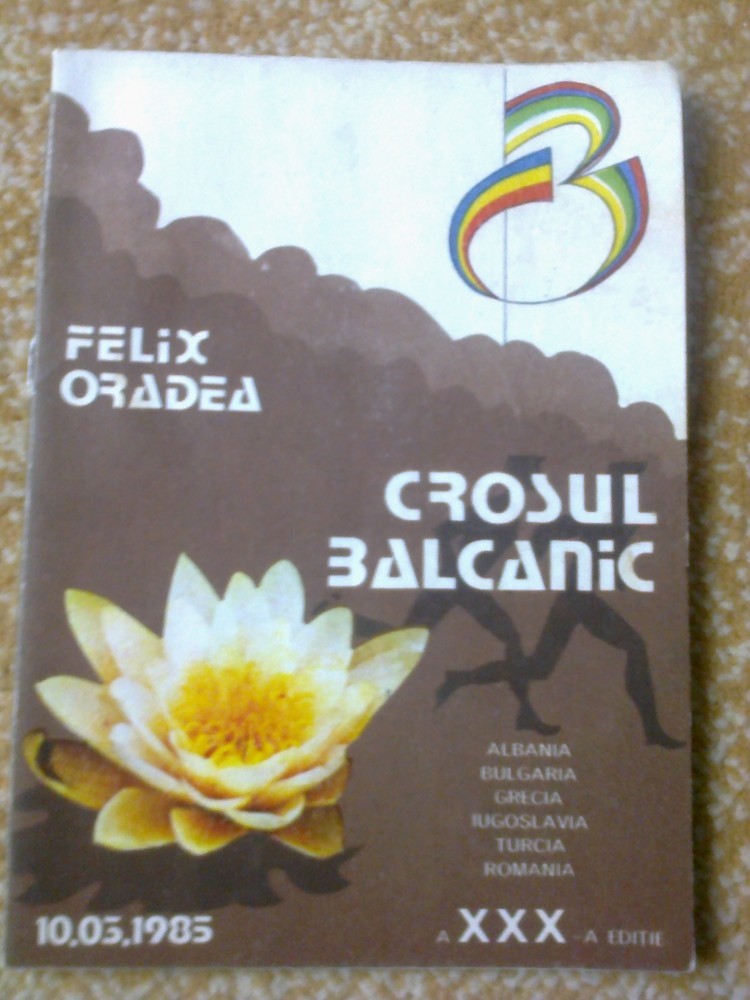 FELIX
ORADEA
CROSUL
BALCANIC
ALBANIA
BULGARIA
GRECIA
IUGOSLAVIA
TURCIA
ROMANIA
10.03.1985
A XXX-A EDITIE